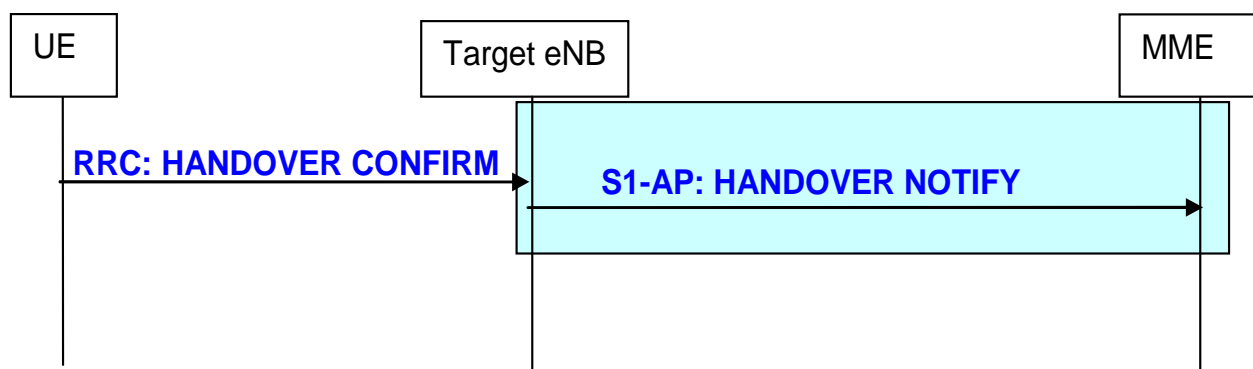 UE
Target eNB
MME
RRC: HANDOVER CONFIRM
S1-AP: HANDOVER NOTIFY